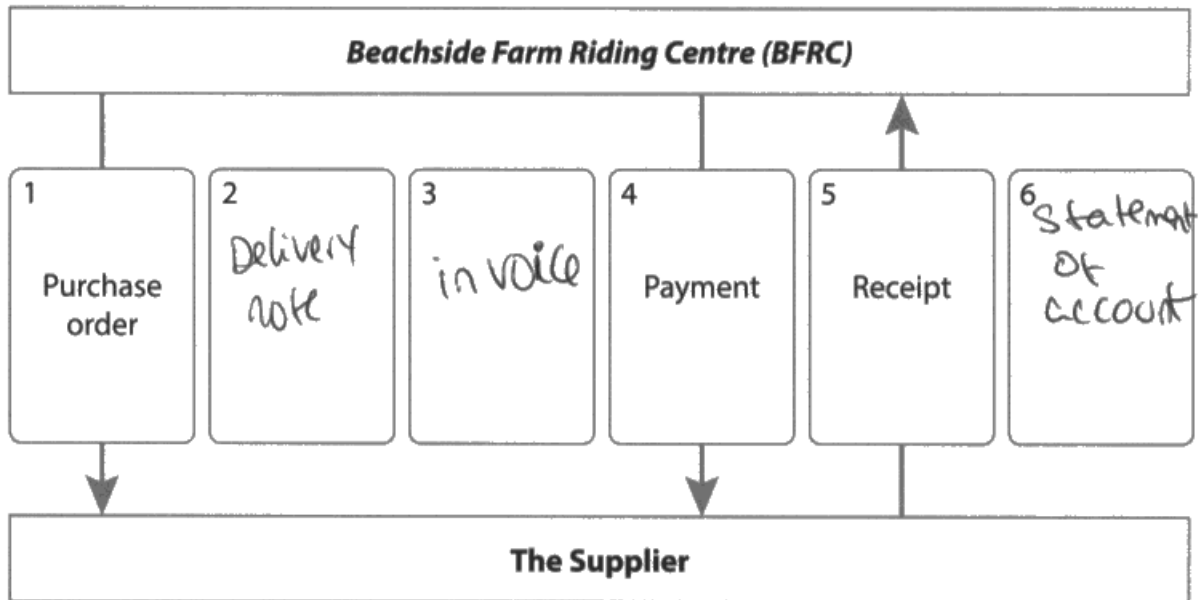 Beachside Farm Riding Centre (BFRC)
1
Purchase
order
2
Delivery
note
3
invoice
4
Payment
5
Receipt
6
Statement
of
account
The Supplier